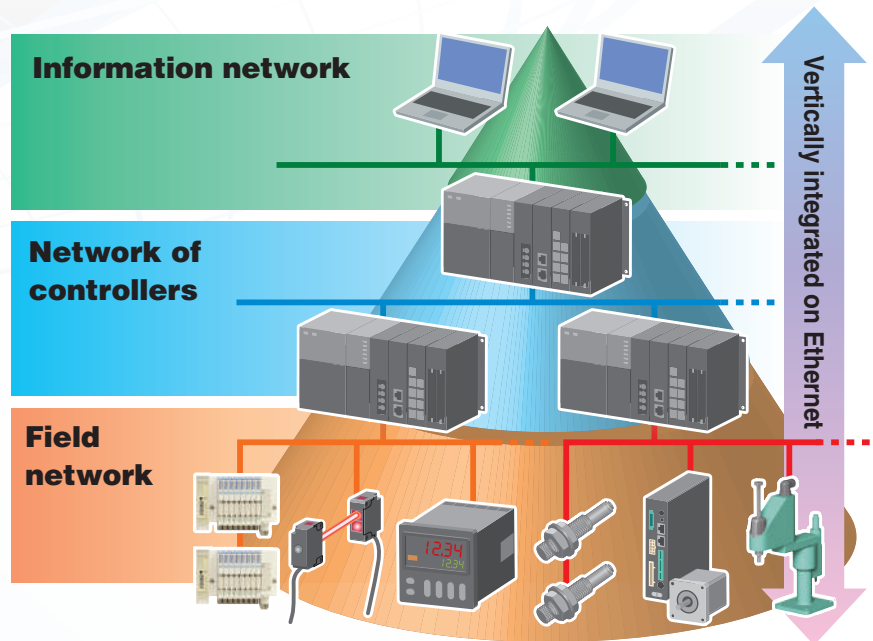 Information network
Network of
controllers
Field
network
Vertically integrated on Ethernet
12.34
12.34